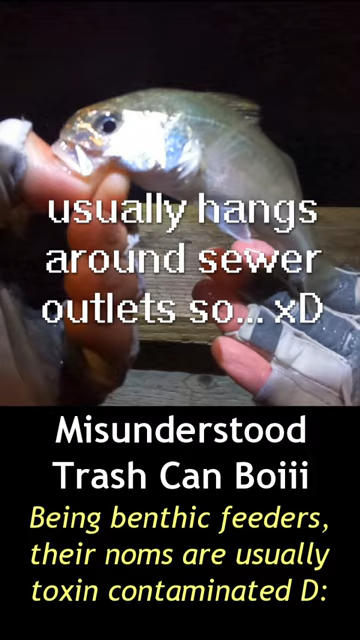 usually hangs
around sewer
outlets so... xD
Misunderstood
Trash Can Boiii
Being benthic feeders,
their noms are usually
toxin contaminated D: